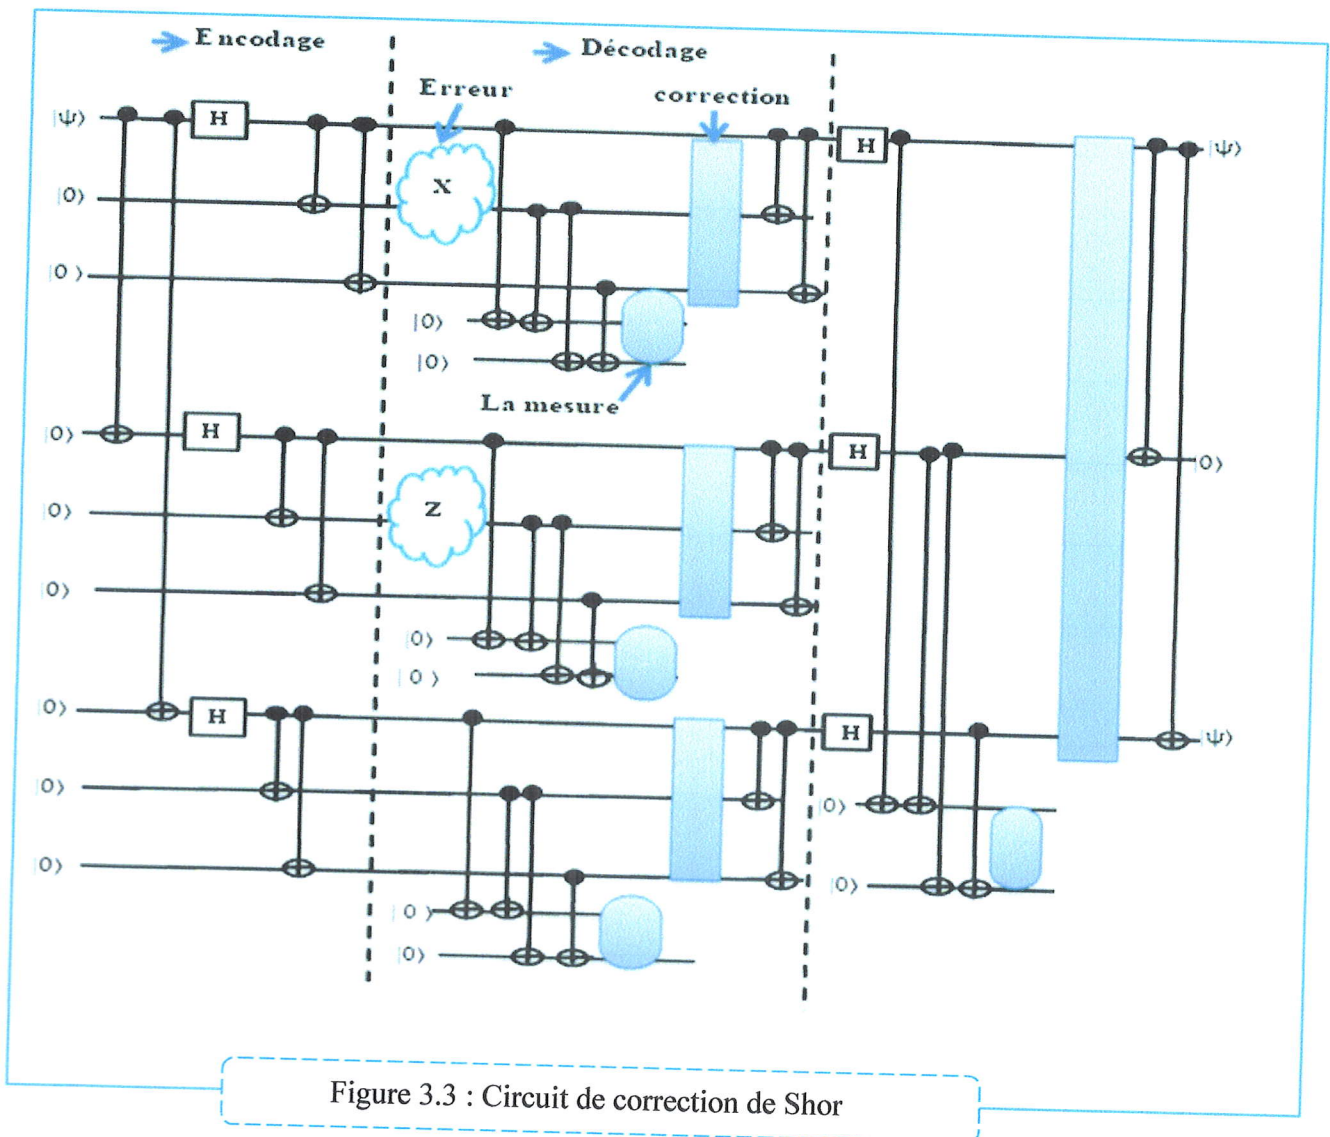 Encodage
Décodage
Erreur
correction
|ψ⟩
H
H
|ψ⟩
X
|0⟩
|0⟩
|0⟩
|0⟩
La mesure
|0⟩
H
H
|0⟩
|0⟩
Z
|0⟩
|0⟩
|0⟩
|0⟩
H
H
|ψ⟩
|0⟩
|0⟩
|0⟩
|0⟩
|0⟩
|0⟩
Figure 3.3 : Circuit de correction de Shor